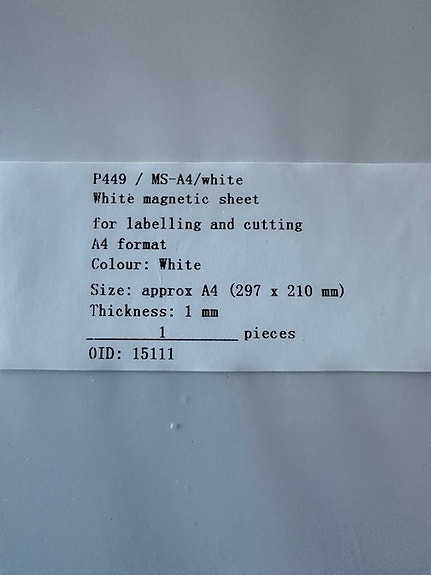 P449 / MS-A4/white
White magnetic sheet
for labelling and cutting
A4 format
Colour: White
Size: approx A4 (297 x 210 mm)
Thickness: 1 mm
1 pieces
OID: 15111